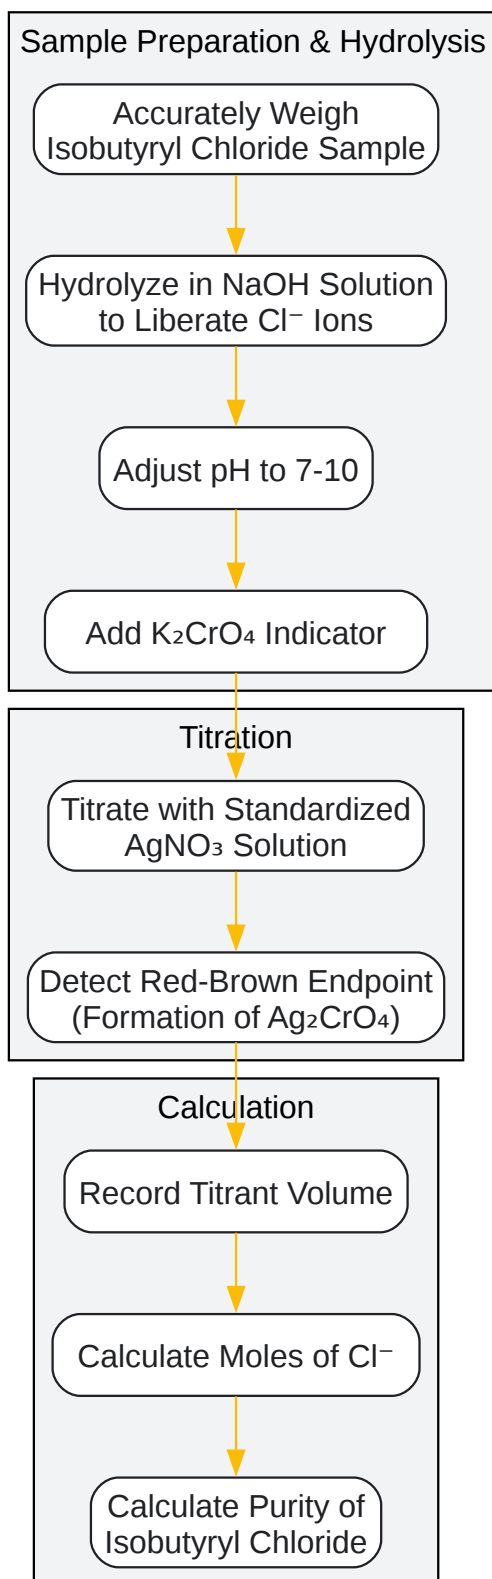 Sample Preparation & Hydrolysis
Accurately Weigh
Isobutyryl Chloride Sample
Hydrolyze in NaOH Solution
to Liberate Cl⁻ Ions
Adjust pH to 7-10
Add K₂CrO₄ Indicator
Titration
Titrate with Standardized
AgNO₃ Solution
Detect Red-Brown Endpoint
(Formation of Ag₂CrO₄)
Calculation
Record Titrant Volume
Calculate Moles of Cl⁻
Calculate Purity of
Isobutyryl Chloride